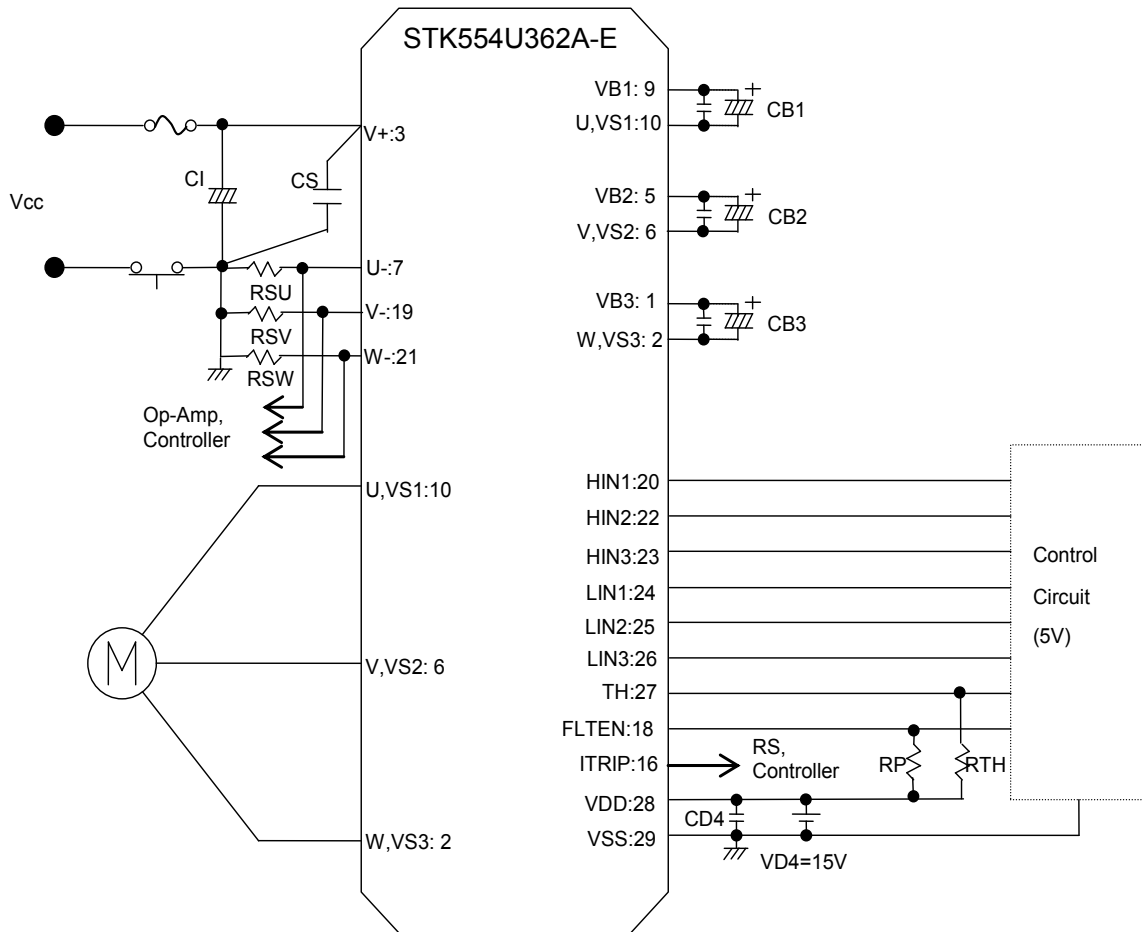 STK554U362A-E
VB1: 9
CB1
U,VS1:10
V+:3
CI
CS
Vcc
VB2: 5
CB2
V,VS2: 6
U-:7
RSU
V-:19
RSV
W-:21
RSW
VB3: 1
CB3
W,VS3: 2
Op-Amp,
Controller
U,VS1:10
HIN1:20
HIN2:22
HIN3:23
LIN1:24
LIN2:25
LIN3:26
TH:27
FLTEN:18
ITRIP:16
VDD:28
VSS:29
Control
Circuit
(5V)
M
V,VS2: 6
W,VS3: 2
RS,
Controller
RP
RTH
CD4
VD4=15V